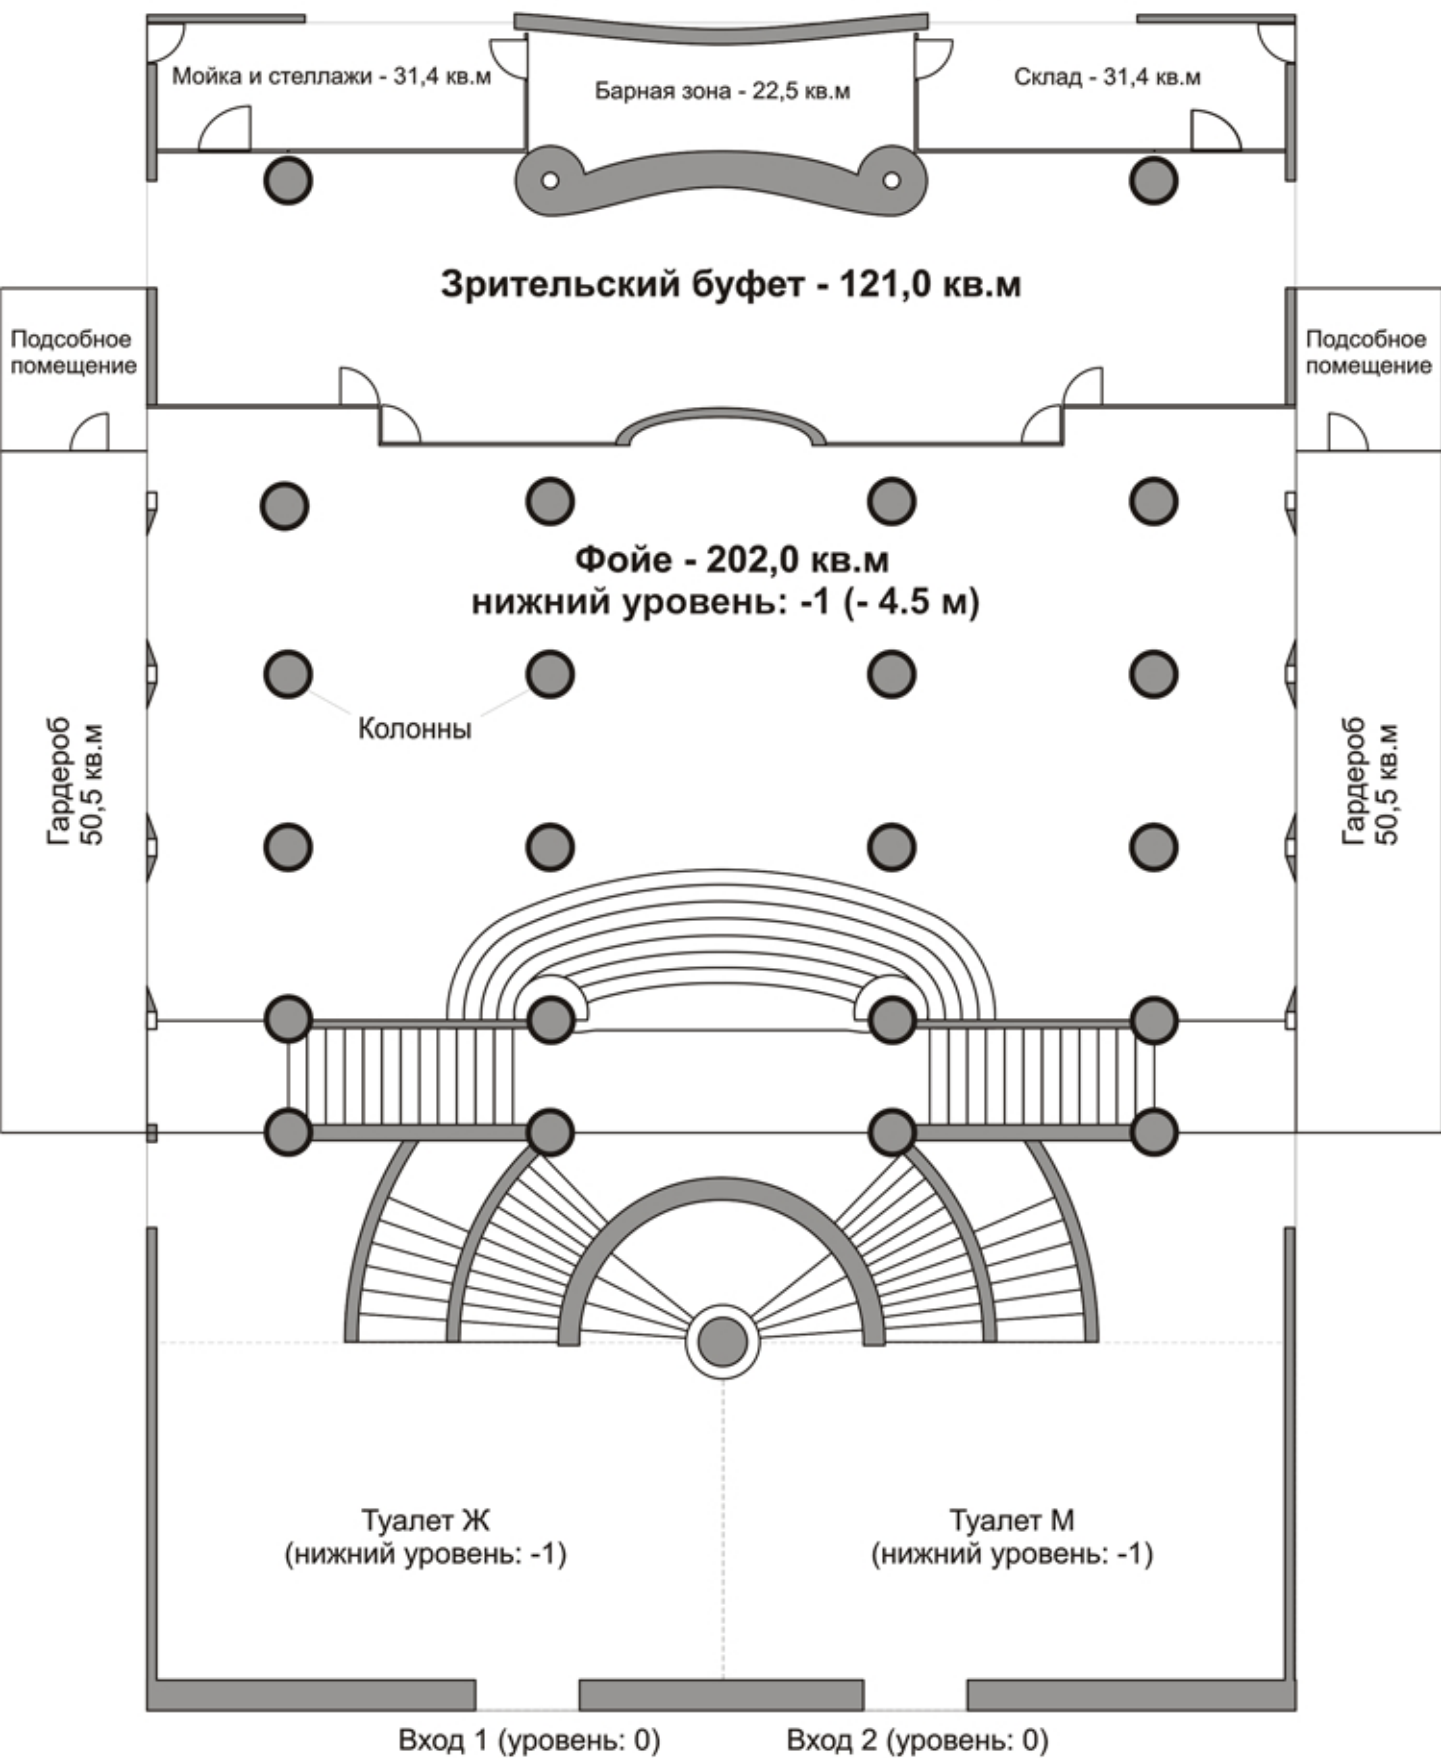 Мойка и стеллажи - 31,4 кв.м
Барная зона - 22,5 кв.м
Склад - 31,4 кв.м
Зрительский буфет - 121,0 кв.м
Подсобное
помещение
Подсобное
помещение
Фойе - 202,0 кв.м
нижний уровень: -1 (- 4.5 м)
Колонны
Гардероб
50,5 кв.м
Гардероб
50,5 кв.м
Туалет Ж
(нижний уровень: -1)
Туалет М
(нижний уровень: -1)
Вход 1 (уровень: 0)
Вход 2 (уровень: 0)